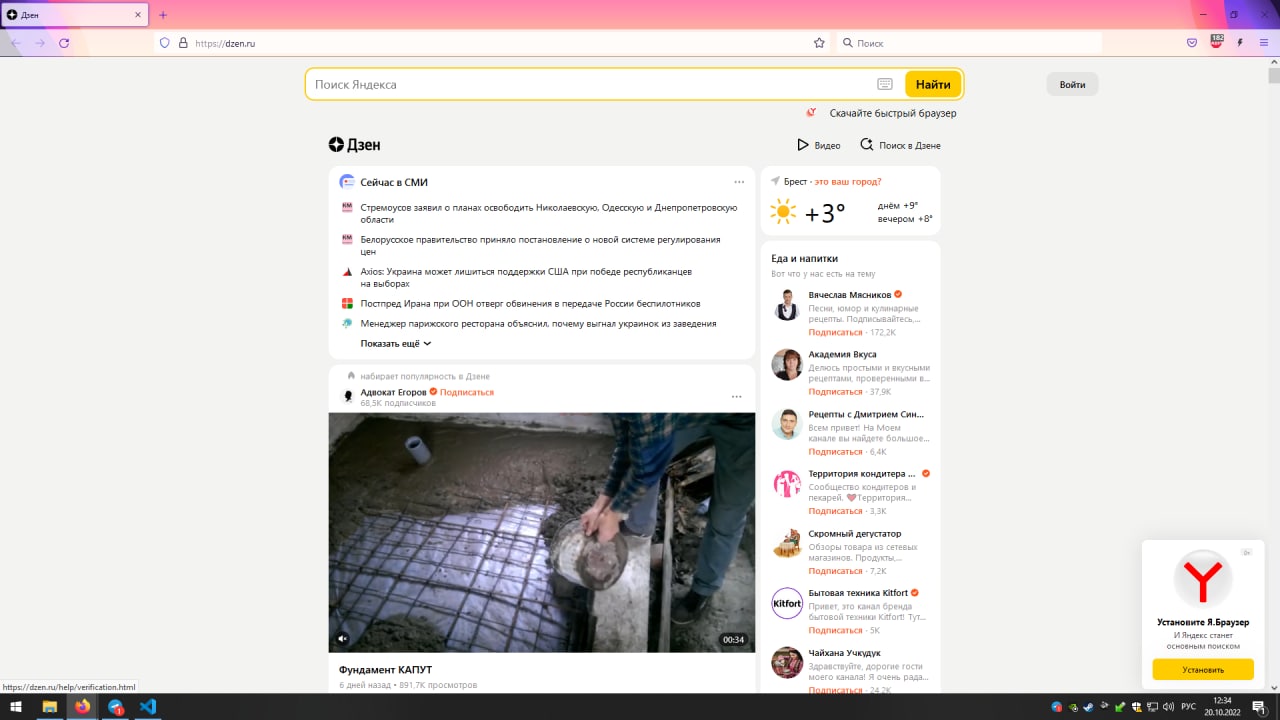 Дзен
https://dzen.ru
Поиск
182
Поиск Яндекса
Найти
Войти
Скачайте быстрый браузер
Дзен
Видео
Поиск в Дзене
Сейчас в СМИ
Стремоусов заявил о планах освободить Николаевскую, Одесскую и Днепропетровскую
области
Белорусское правительство приняло постановление о новой системе регулирования
цен
Axios: Украина может лишиться поддержки США при победе республиканцев
на выборах
Постпред Ирана при ООН отверг обвинения в передаче России беспилотников
Менеджер парижского ресторана объяснил, почему выгнал украинок из заведения
Показать ещё
набирает популярность в Дзене
Адвокат Егоров Подписаться
68,5K подписчиков
00:34
Фундамент КАПУТ
6 дней назад • 891,7K просмотров
Брест · это ваш город?
+3°
днём +9°
вечером +8°
Еда и напитки
Вот что у нас есть на тему
Вячеслав Мясников
Песни, юмор и кулинарные
рецепты. Подписывайтесь,...
Подписаться · 172,2K
Академия Вкуса
Делюсь простыми и вкусными
рецептами, проверенными в...
Подписаться · 37,9K
Рецепты с Дмитрием Син...
Всем привет! На Моем
канале вы найдете большое...
Подписаться · 6,4K
Территория кондитера ...
Сообщество кондитеров и
пекарей. 💗Территория...
Подписаться · 3,3K
Скромный дегустатор
Обзоры товара из сетевых
магазинов. Продукты,...
Подписаться · 7,2K
Kitfort
Бытовая техника Kitfort
Привет, это канал бренда
бытовой техники Kitfort! Тут...
Подписаться · 5K
Чайхана Учкудук
Здравствуйте, дорогие гости
моего канала! Я очень рада...
Подписаться · 24,2K
0+
Установите Я.Браузер
И Яндекс станет
основным поиском
Установить
https://dzen.ru/help/verification.html
РУС
12:34
20.10.2022